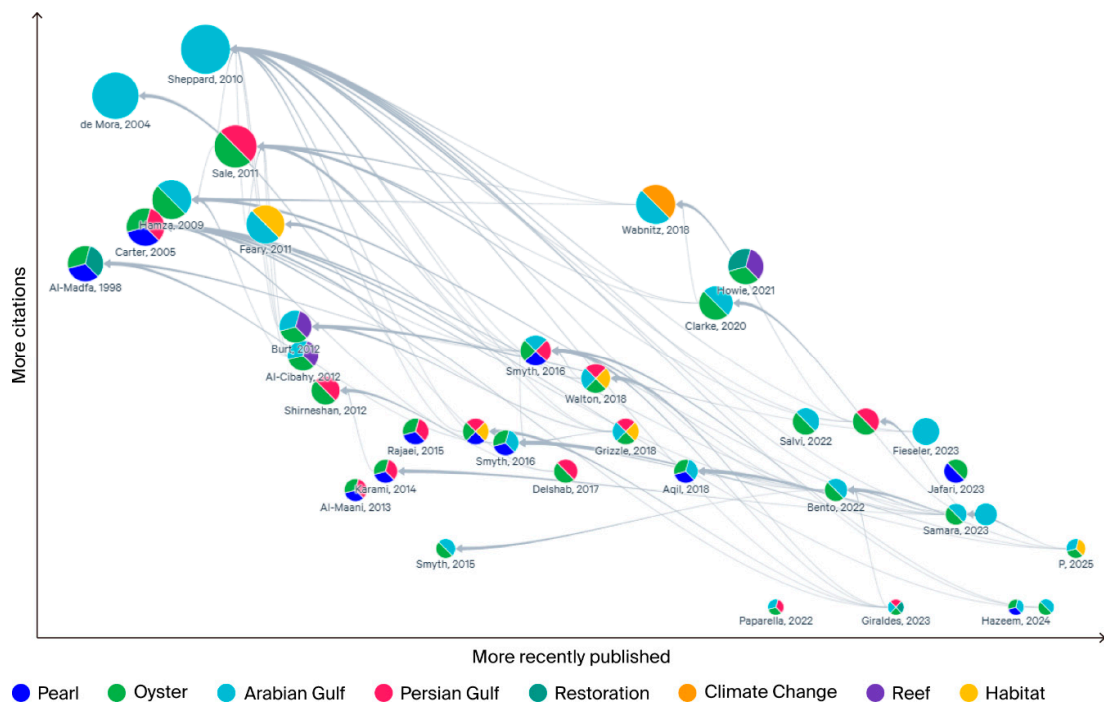 More citations
Sheppard, 2010
de Mora, 2004
Sale, 2011
Hamza, 2009
Carter, 2005
Feary, 2011
Wabnitz, 2018
Al-Madfa, 1998
Howie, 2021
Clarke, 2020
Burt, 2012
Al-Cibahy, 2012
Smyth, 2016
Walton, 2018
Shirneshan, 2012
Rajaei, 2015
Smyth, 2016
Grizzle, 2018
Salvi, 2022
Fieseler, 2023
Karami, 2014
Al-Maani, 2013
Delshab, 2017
Aqil, 2018
Bento, 2022
Jafari, 2023
Samara, 2023
Smyth, 2015
P, 2025
Paparella, 2022
Giraldes, 2023
Hazeem, 2024
More recently published
Pearl
Oyster
Arabian Gulf
Persian Gulf
Restoration
Climate Change
Reef
Habitat